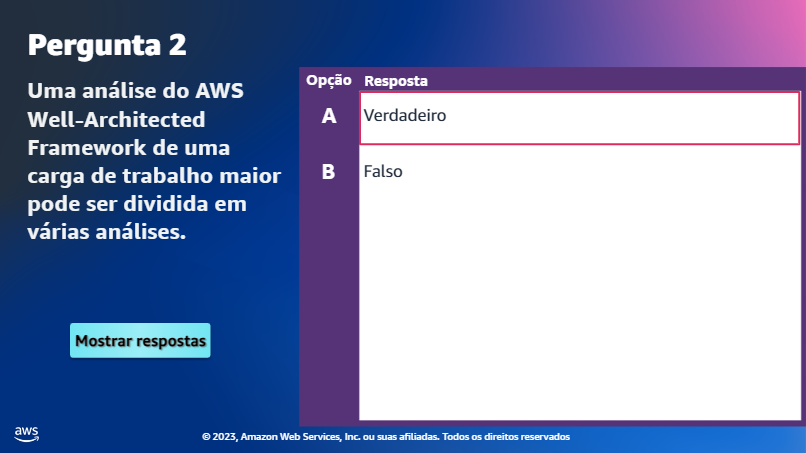 Pergunta 2
Uma análise do AWS
Well-Architected
Framework de uma
carga de trabalho maior
pode ser dividida em
várias análises.
Mostrar respostas
Opção Resposta
A Verdadeiro
B Falso
aws
© 2023, Amazon Web Services, Inc. ou suas afiliadas. Todos os direitos reservados